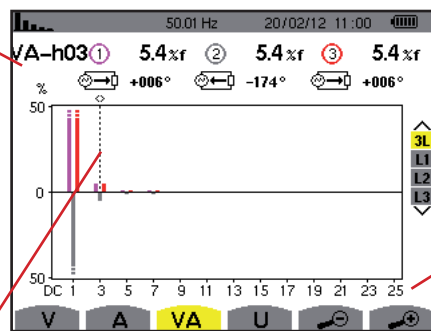 50.01 Hz 20/02/12 11:00
VA-h03 1 5.4%f 2 5.4%f 3 5.4%f
+006° -174° +006°
%
50
3L
L1
L2
L3
0
50
DC 1 3 5 7 9 11 13 15 17 19 21 23 25
V A VA U